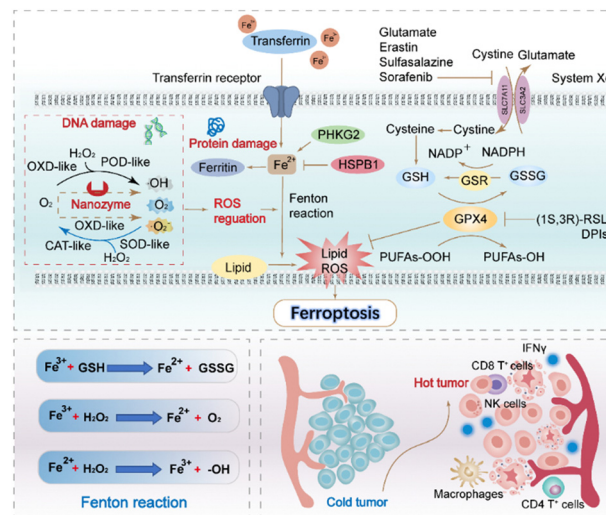 Fe³⁺
Transferrin
Fe³⁺
Fe³⁺
Glutamate
Erastin
Sulfasalazine
Sorafenib
Cystine Glutamate
System Xc
SLC7A11
SLC3A2
Transferrin receptor
DNA damage
H₂O₂
OXD-like
POD-like
·OH
O₂
Nanozyme
O₂
OXD-like
O₂
CAT-like
SOD-like
H₂O₂
Protein damage
PHKG2
Ferritin
Fe²⁺
HSPB1
ROS
reguation
Fenton
reaction
Cysteine
Cystine
NADP⁺
NADPH
GSH
GSR
GSSG
GPX4
(1S,3R)-RSL
DPIs
Lipid
Lipid
ROS
PUFAs-OOH
PUFAs-OH
Ferroptosis
Fe³⁺ + GSH Fe²⁺ + GSSG
Fe³⁺ + H₂O₂ Fe²⁺ + O₂
Fe²⁺ + H₂O₂ Fe³⁺ + -OH
Fenton reaction
Cold tumor
Hot tumor
IFNγ
CD8 T⁺ cells
NK cells
Macrophages
CD4 T⁺ cells